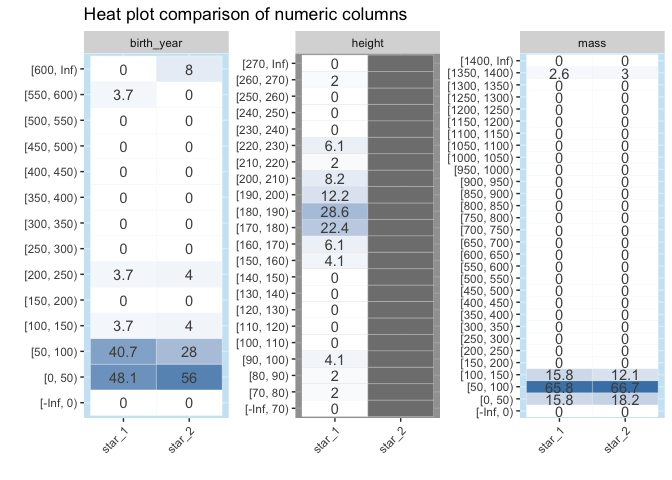 Heat plot comparison of numeric columns
birth_year
[600, Inf) 0 8
[550, 600) 3.7 0
[500, 550) 0 0
[450, 500) 0 0
[400, 450) 0 0
[350, 400) 0 0
[300, 350) 0 0
[250, 300) 0 0
[200, 250) 3.7 4
[150, 200) 0 0
[100, 150) 3.7 4
[50, 100) 40.7 28
[0, 50) 48.1 56
[-Inf, 0) 0 0
star_1 star_2
height
[270, Inf) 0
[260, 270) 2
[250, 260) 0
[240, 250) 0
[230, 240) 0
[220, 230) 6.1
[210, 220) 2
[200, 210) 8.2
[190, 200) 12.2
[180, 190) 28.6
[170, 180) 22.4
[160, 170) 6.1
[150, 160) 4.1
[140, 150) 0
[130, 140) 0
[120, 130) 0
[110, 120) 0
[100, 110) 0
[90, 100) 4.1
[80, 90) 2
[70, 80) 2
[-Inf, 70) 0
star_1 star_2
mass
[1400, Inf) 0 0
[1350, 1400) 2.6 3
[1300, 1350) 0 0
[1250, 1300) 0 0
[1200, 1250) 0 0
[1150, 1200) 0 0
[1100, 1150) 0 0
[1050, 1100) 0 0
[1000, 1050) 0 0
[950, 1000) 0 0
[900, 950) 0 0
[850, 900) 0 0
[800, 850) 0 0
[750, 800) 0 0
[700, 750) 0 0
[650, 700) 0 0
[600, 650) 0 0
[550, 600) 0 0
[500, 550) 0 0
[450, 500) 0 0
[400, 450) 0 0
[350, 400) 0 0
[300, 350) 0 0
[250, 300) 0 0
[200, 250) 0 0
[150, 200) 0 0
[100, 150) 15.8 12.1
[50, 100) 65.8 66.7
[0, 50) 15.8 18.2
[-Inf, 0) 0 0
star_1 star_2